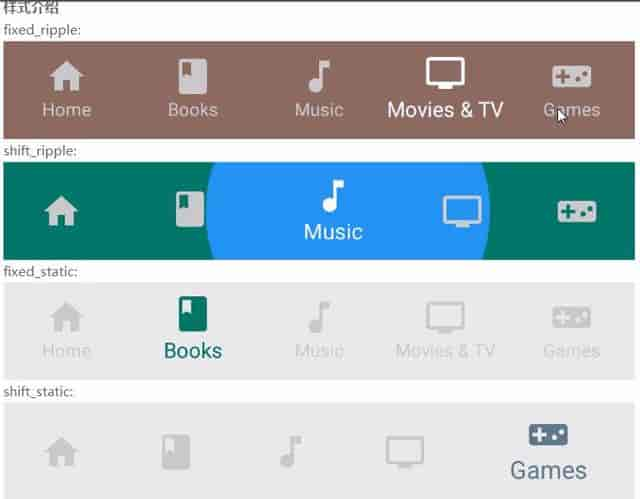 样式介绍
fixed_ripple:
Home Books Music Movies & TV Games
shift_ripple:
Music
fixed_static:
Home Books Music Movies & TV Games
shift_static:
Games